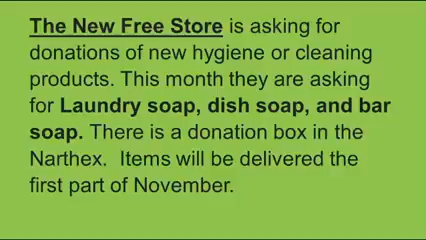 The New Free Store is asking for
donations of new hygiene or cleaning
products. This month they are asking
for Laundry soap, dish soap, and bar
soap. There is a donation box in the
Narthex.  Items will be delivered the
first part of November.